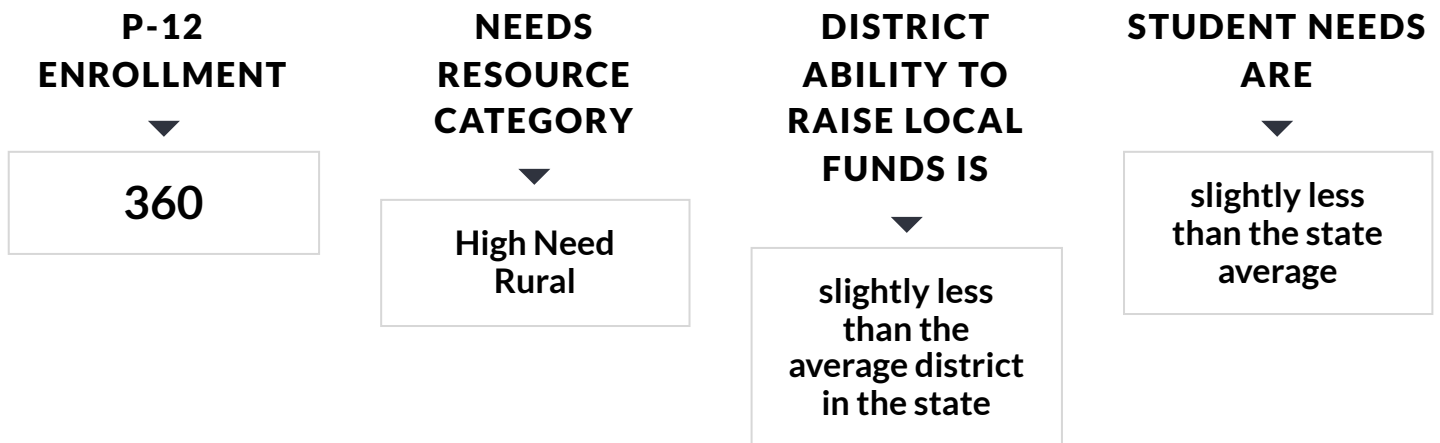 P-12
ENROLLMENT
360
NEEDS
RESOURCE
CATEGORY
High Need
Rural
DISTRICT
ABILITY TO
RAISE LOCAL
FUNDS IS
slightly less
than the
average district
in the state
STUDENT NEEDS
ARE
slightly less
than the state
average